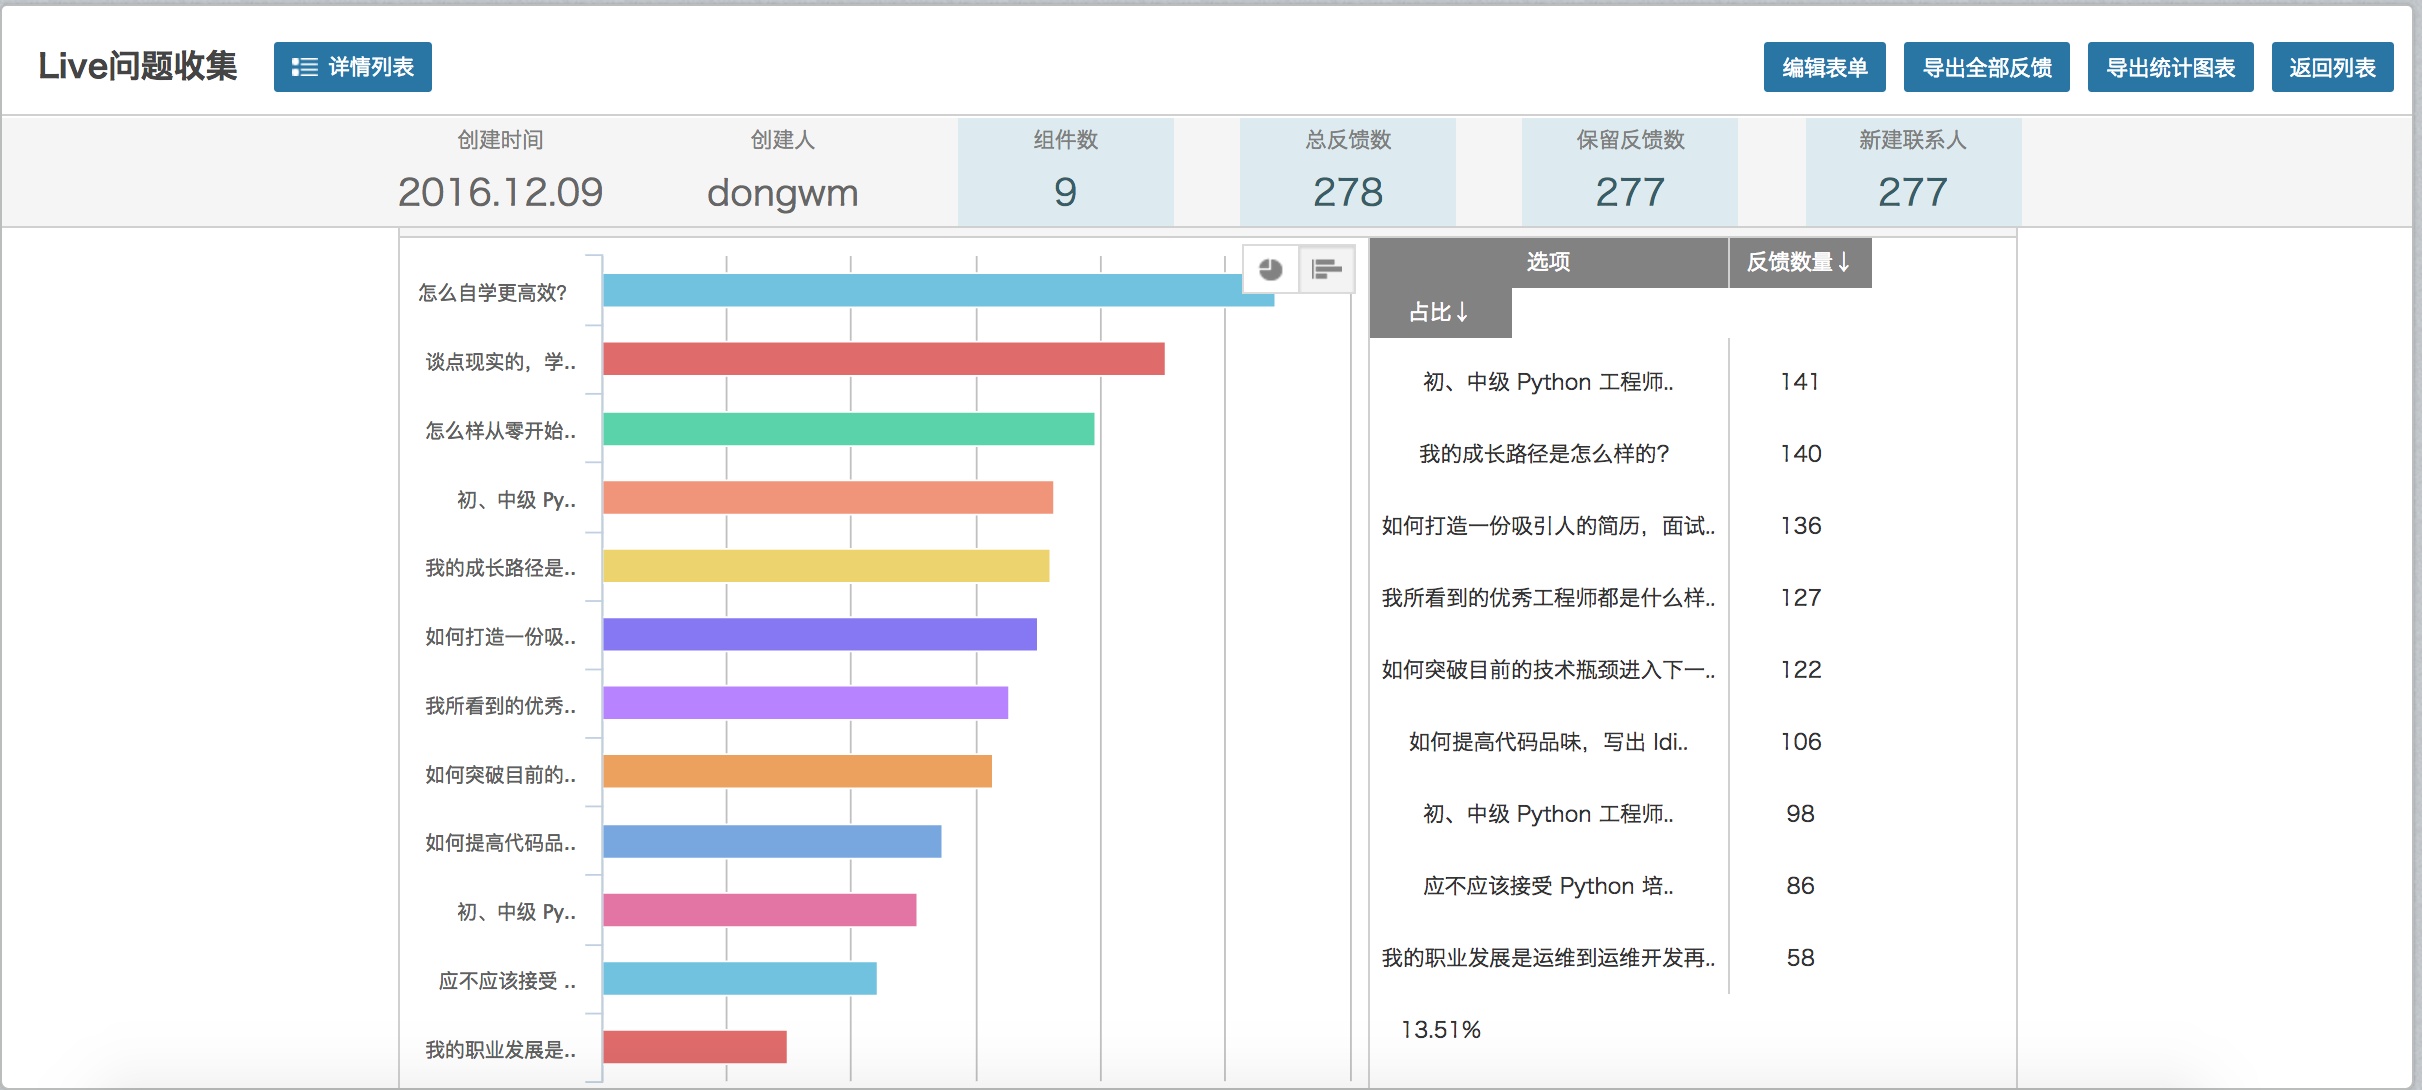 Live问题收集
详情列表
编辑表单
导出全部反馈
导出统计图表
返回列表
创建时间
2016.12.09
创建人
dongwm
组件数
9
总反馈数
278
保留反馈数
277
新建联系人
277
怎么自学更高效?
谈点现实的，学..
怎么样从零开始..
初、中级 Py..
我的成长路径是..
如何打造一份吸..
我所看到的优秀..
如何突破目前的..
如何提高代码品..
初、中级 Py..
应不应该接受 ..
我的职业发展是..
选项 反馈数量↓
占比↓
初、中级 Python 工程师.. 141
我的成长路径是怎么样的? 140
如何打造一份吸引人的简历，面试.. 136
我所看到的优秀工程师都是什么样.. 127
如何突破目前的技术瓶颈进入下一.. 122
如何提高代码品味，写出 Idi.. 106
初、中级 Python 工程师.. 98
应不应该接受 Python 培.. 86
我的职业发展是运维到运维开发再.. 58
13.51%